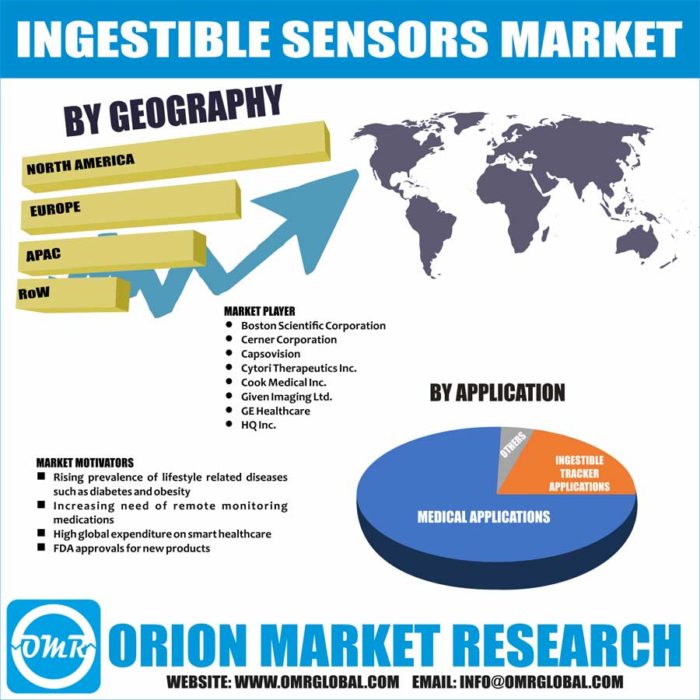 INGESTIBLE SENSORS MARKET
BY GEOGRAPHY
NORTH AMERICA
EUROPE
APAC
RoW
MARKET PLAYER
• Boston Scientific Corporation
• Cerner Corporation
• Capsovision
• Cytori Therapeutics Inc.
• Cook Medical Inc.
• Given Imaging Ltd.
• GE Healthcare
• HQ Inc.
BY APPLICATION
OTHERS
INGESTIBLE
TRACKER
APPLICATIONS
MEDICAL APPLICATIONS
MARKET MOTIVATORS
■ Rising prevalence of lifestyle related diseases
such as diabetes and obesity
■ Increasing need of remote monitoring
medications
■ High global expenditure on smart healthcare
■ FDA approvals for new products
OMR
ORION MARKET RESEARCH
WEBSITE: WWW.OMRGLOBAL.COM EMAIL: INFO@OMRGLOBAL.COM